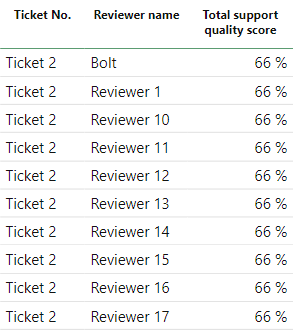 Ticket No. Reviewer name Total support quality score
Ticket 2 Bolt 66 %
Ticket 2 Reviewer 1 66 %
Ticket 2 Reviewer 10 66 %
Ticket 2 Reviewer 11 66 %
Ticket 2 Reviewer 12 66 %
Ticket 2 Reviewer 13 66 %
Ticket 2 Reviewer 14 66 %
Ticket 2 Reviewer 15 66 %
Ticket 2 Reviewer 16 66 %
Ticket 2 Reviewer 17 66 %